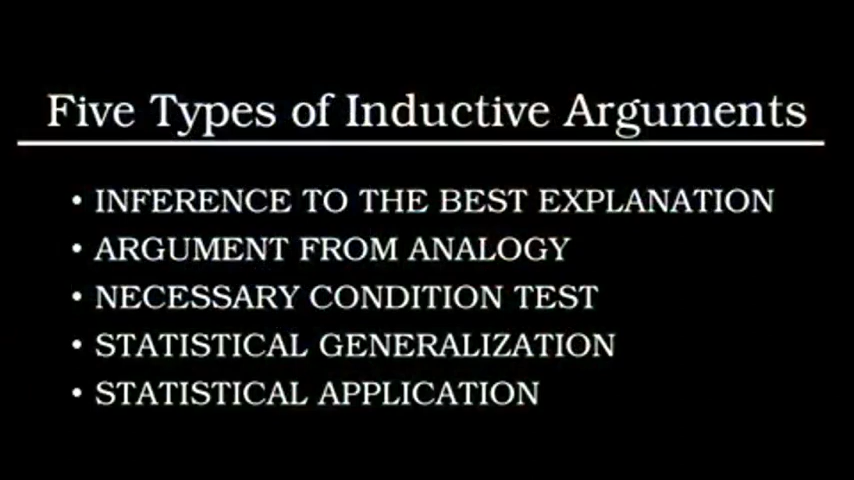 Five Types of Inductive Arguments
• INFERENCE TO THE BEST EXPLANATION
• ARGUMENT FROM ANALOGY
• NECESSARY CONDITION TEST
• STATISTICAL GENERALIZATION
• STATISTICAL APPLICATION